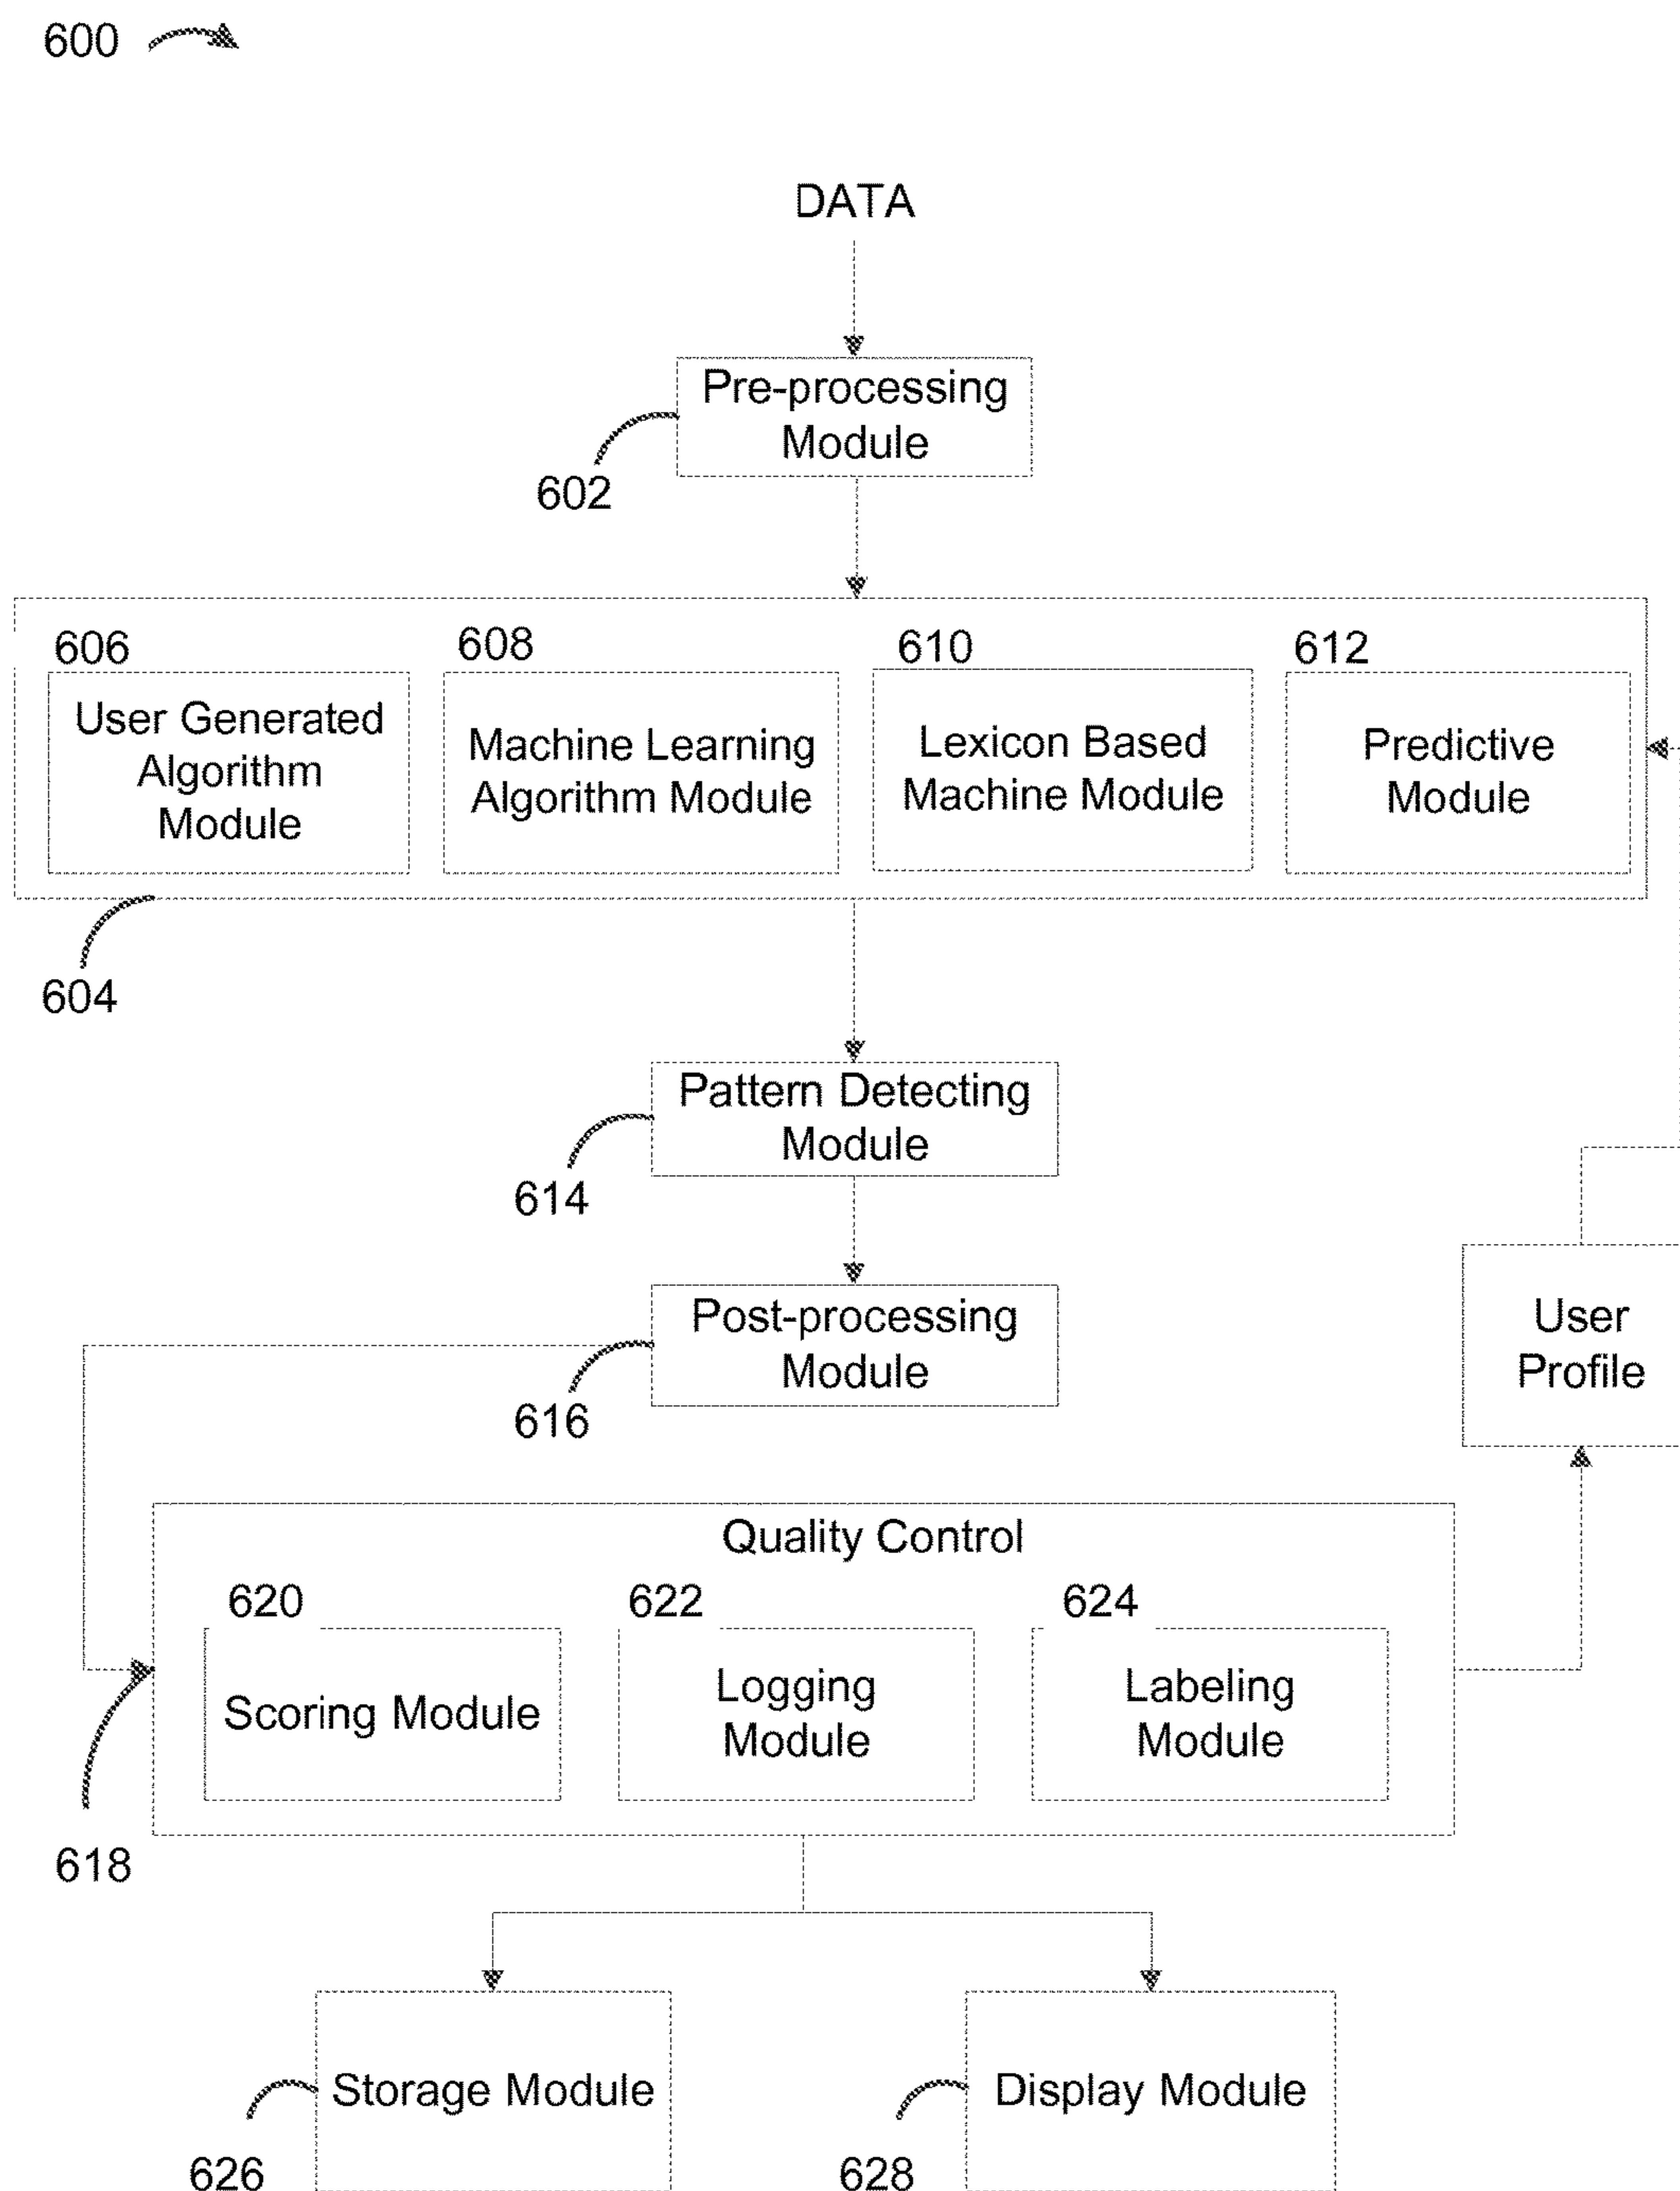 600
DATA
Pre-processing
Module
602
606
608
610
612
User Generated
Algorithm
Module
Machine Learning
Algorithm Module
Lexicon Based
Machine Module
Predictive
Module
604
Pattern Detecting
Module
614
Post-processing
Module
616
User
Profile
Quality Control
620
622
624
Scoring Module
Logging
Module
Labeling
Module
618
Storage Module
Display Module
626
628